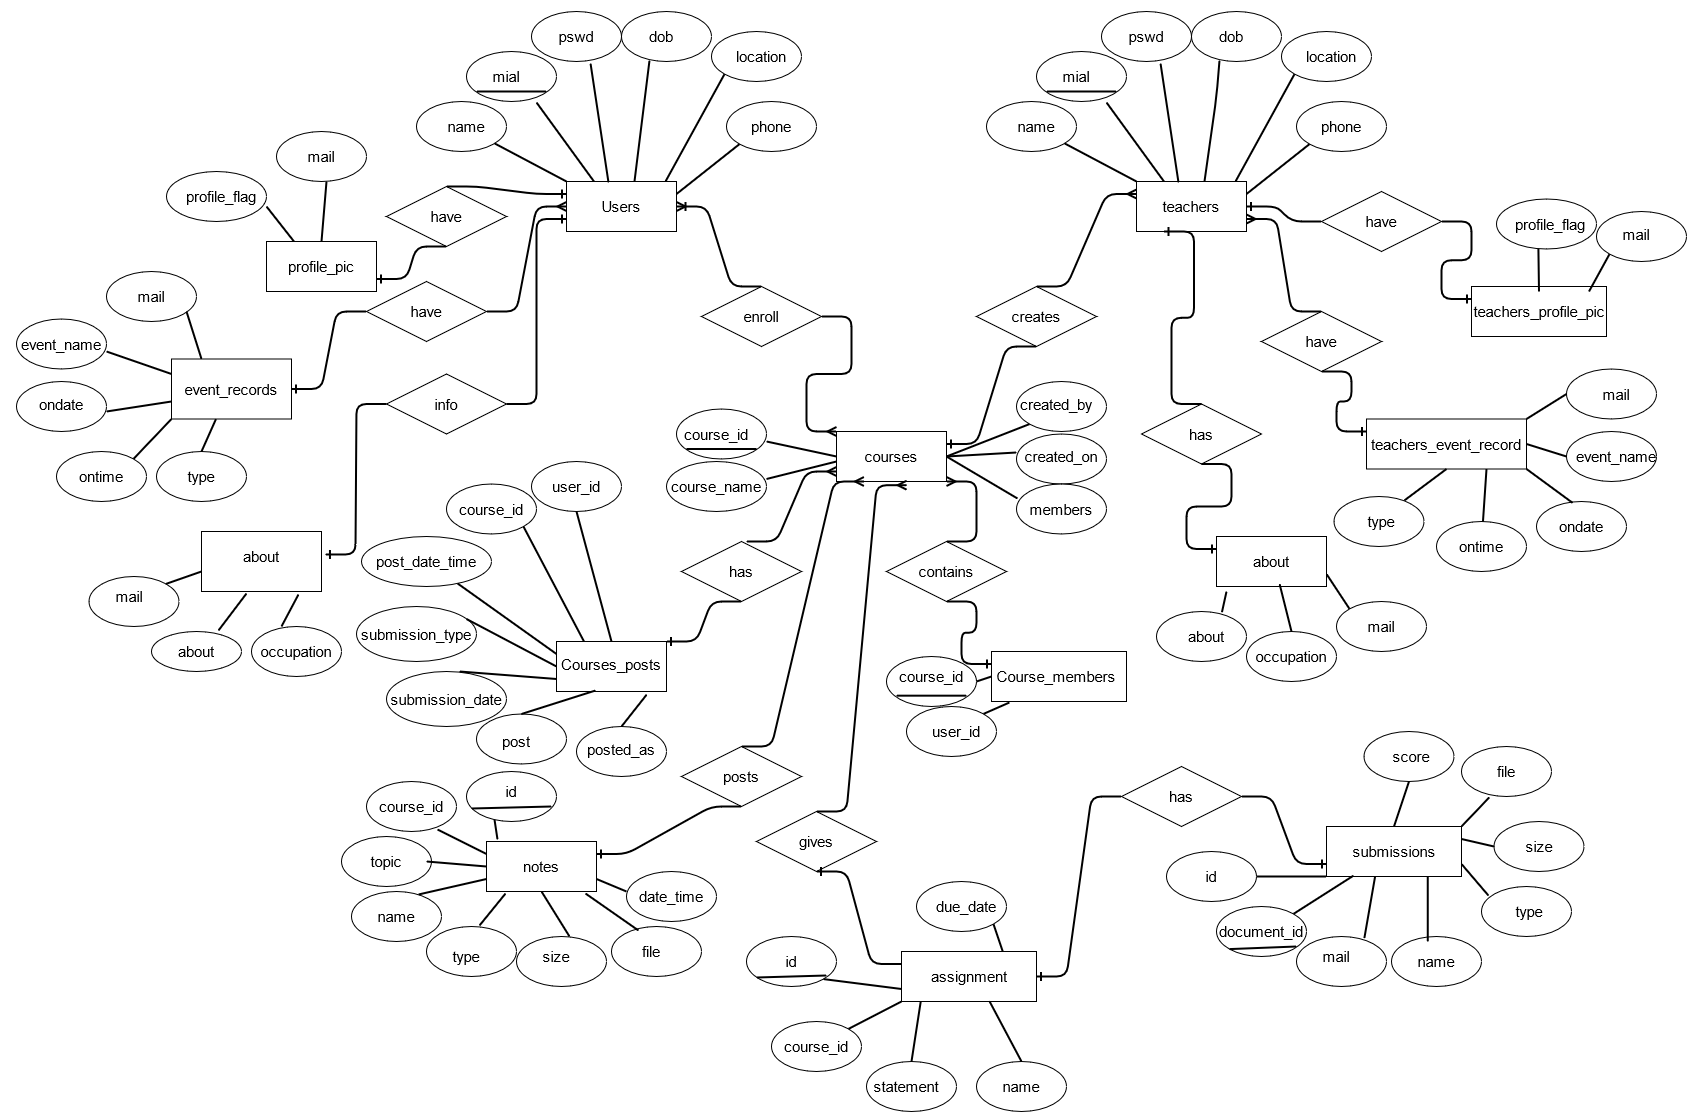 pswd
dob
mial
location
name
phone
mail
profile_flag
have
Users
profile_pic
mail
have
event_name
event_records
ondate
ontime
type
info
about
mail
about
occupation
enroll
pswd
dob
mial
location
name
phone
teachers
have
profile_flag
mail
teachers_profile_pic
creates
have
mail
teachers_event_record
event_name
type
ontime
ondate
has
about
about
occupation
mail
course_id
course_name
courses
created_by
created_on
members
user_id
course_id
post_date_time
submission_type
submission_date
Courses_posts
post
posted_as
has
contains
course_id
Course_members
user_id
posts
id
course_id
topic
notes
name
type
size
file
date_time
gives
has
due_date
id
assignment
course_id
statement
name
score
file
submissions
size
id
type
document_id
mail
name